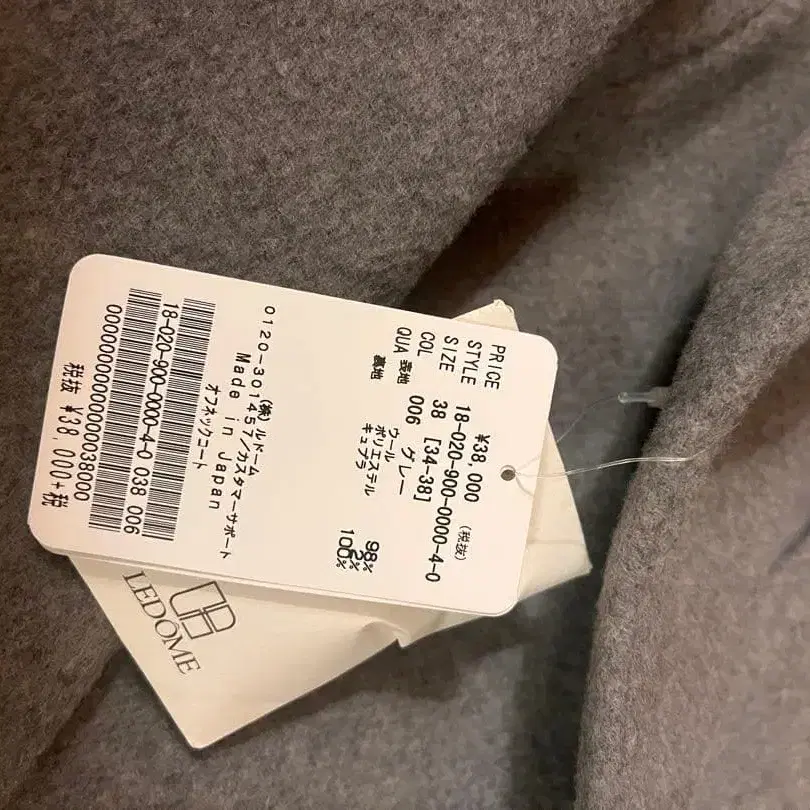 PRICE ¥38,000 (税抜)
STYLE 18-020-900-0000-4-0
SIZE 38 [34-38]
COL 006 グレー
QUA 表地 ウール 98%
ポリエステル 2%
裏地 キュプラ 100%
(株)ルドーム
0120-301457/カスタマーサポート
Made in Japan
オフネックコート
18-020-900-0000-4-0 038 006
税抜 ¥38,000+税
LEDOME